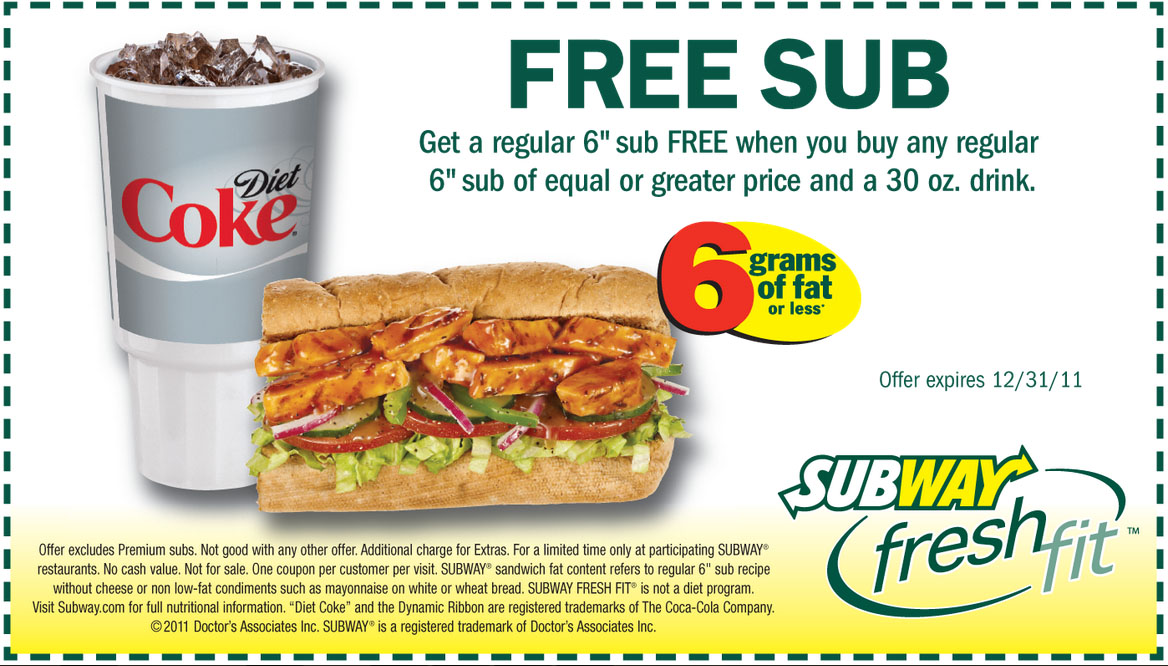 FREE SUB
Get a regular 6" sub FREE when you buy any regular
6" sub of equal or greater price and a 30 oz. drink.
Diet
Coke®
6 grams
of fat
or less*
Offer expires 12/31/11
SUBWAY
fresh fit™
Offer excludes Premium subs. Not good with any other offer. Additional charge for Extras. For a limited time only at participating SUBWAY®
restaurants. No cash value. Not for sale. One coupon per customer per visit. SUBWAY® sandwich fat content refers to regular 6" sub recipe
without cheese or non low-fat condiments such as mayonnaise on white or wheat bread. SUBWAY FRESH FIT® is not a diet program.
Visit Subway.com for full nutritional information. “Diet Coke” and the Dynamic Ribbon are registered trademarks of The Coca-Cola Company.
©2011 Doctor’s Associates Inc. SUBWAY® is a registered trademark of Doctor’s Associates Inc.